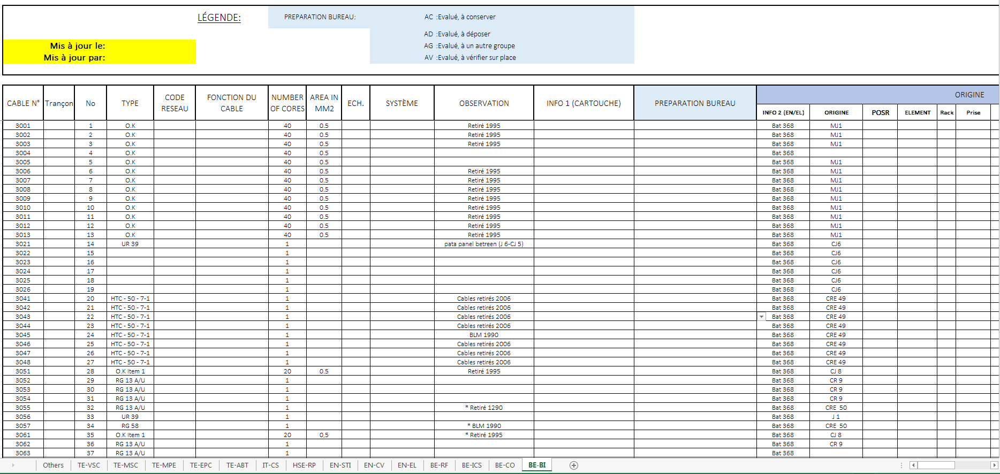 LÉGENDE: PREPARATION BUREAU: AC :Evalué, à conserver
AD :Evalué, à déposer
Mis à jour le: AG :Evalué, à un autre groupe
Mis à jour par: AV :Evalué, à vérifier sur place
ORIGINE
CABLE N° Trançon No TYPE CODE RESEAU FONCTION DU CABLE NUMBER OF CORES AREA IN MM2 ECH. SYSTÈME OBSERVATION INFO 1 (CARTOUCHE) PREPARATION BUREAU INFO 2 (EN/EL) ORIGINE POSR ELEMENT Rack Prise
3001 1 O.K 40 0.5 Retiré 1995 Bat 368 MJ1
3002 2 O.K 40 0.5 Retiré 1995 Bat 368 MJ1
3003 3 O.K 40 0.5 Retiré 1995 Bat 368 MJ1
3004 4 O.K 40 0.5 Bat 368
3005 5 O.K 40 0.5 Bat 368 MJ1
3006 6 O.K 40 0.5 Retiré 1995 Bat 368 MJ1
3007 7 O.K 40 0.5 Retiré 1995 Bat 368 MJ1
3008 8 O.K 40 0.5 Retiré 1995 Bat 368 MJ1
3009 9 O.K 40 0.5 Retiré 1995 Bat 368 MJ1
3010 10 O.K 40 0.5 Retiré 1995 Bat 368 MJ1
3011 11 O.K 40 0.5 Retiré 1995 Bat 368 MJ1
3012 12 O.K 40 0.5 Retiré 1995 Bat 368 MJ1
3013 13 O.K 40 0.5 Retiré 1995 Bat 368 MJ1
3021 14 UR 39 1 pata panel betreen (J 6-CJ 5) Bat 368 CJ6
3022 15 1 Bat 368 CJ6
3023 16 1 Bat 368 CJ6
3024 17 1 Bat 368 CJ6
3025 18 1 Bat 368 CJ6
3026 19 1 Bat 368 CJ6
3041 20 HTC - 50 - 7-1 1 Cables retirés 2006 Bat 368 CRE 49
3042 21 HTC - 50 - 7-1 1 Cables retirés 2006 Bat 368 CRE 49
3043 22 HTC - 50 - 7-1 1 Cables retirés 2006 Bat 368 CRE 49
3044 23 HTC - 50 - 7-1 1 Cables retirés 2006 Bat 368 CRE 49
3045 24 HTC - 50 - 7-1 1 BLM 1990 Bat 368 CRE 49
3046 25 HTC - 50 - 7-1 1 Cables retirés 2006 Bat 368 CRE 49
3047 26 HTC - 50 - 7-1 1 Cables retirés 2006 Bat 368 CRE 49
3048 27 HTC - 50 - 7-1 1 Cables retirés 2006 Bat 368 CRE 49
3051 28 O.K Item 1 20 0.5 Retiré 1995 Bat 368 CJ 8
3052 29 RG 13 A/U 1 Bat 368 CR 9
3053 30 RG 13 A/U 1 Bat 368 CR 9
3054 31 RG 13 A/U 1 Bat 368 CR 9
3055 32 RG 13 A/U 1 * Retiré 1290 Bat 368 CRE 50
3056 33 UR 39 1 Bat 368 J 1
3057 34 RG 58 1 * BLM 1990 Bat 368 CRE 50
3061 35 O.K Item 1 20 0,5 * Retiré 1995 Bat 368 CJ 8
3062 36 RG 13 A/U 1 Bat 368 CR 9
3063 37 RG 13 A/U 1 Bat 368
Others TE-VSC TE-MSC TE-MPE TE-EPC TE-ABT IT-CS HSE-RP EN-STI EN-CV EN-EL BE-RF BE-ICS BE-CO BE-BI